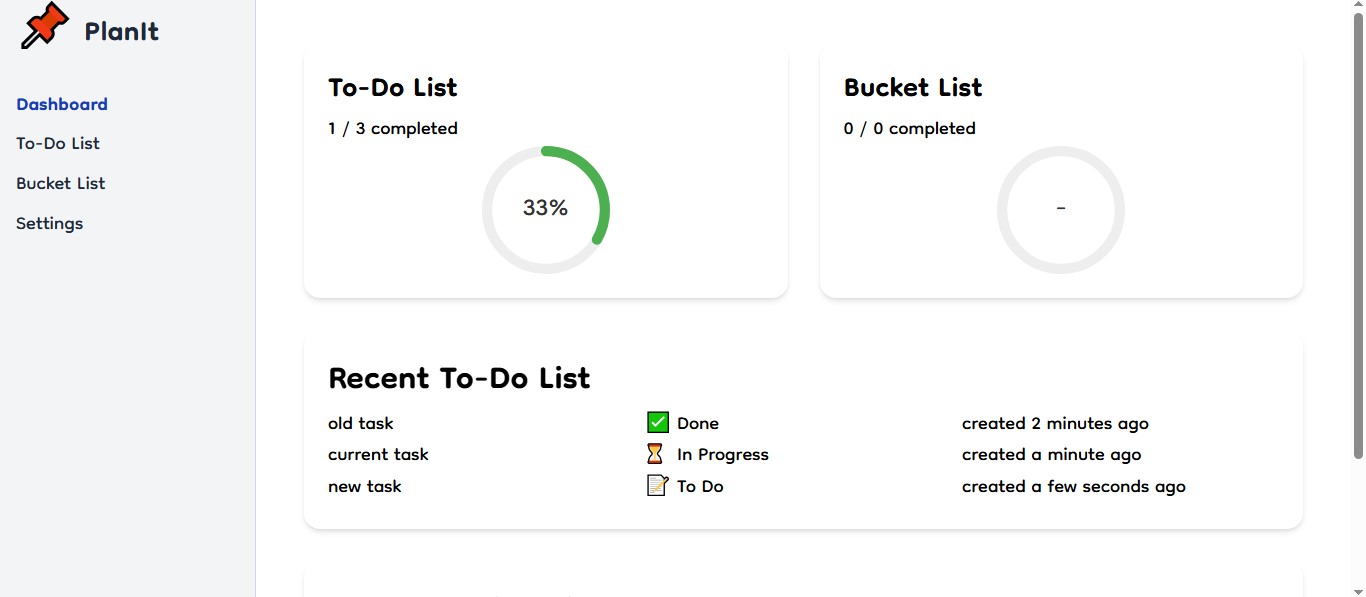 PlanIt
Dashboard
To-Do List
Bucket List
Settings
To-Do List
1 / 3 completed
33%
Bucket List
0 / 0 completed
-
Recent To-Do List
old task ✅ Done created 2 minutes ago
current task ⏳ In Progress created a minute ago
new task 📝 To Do created a few seconds ago